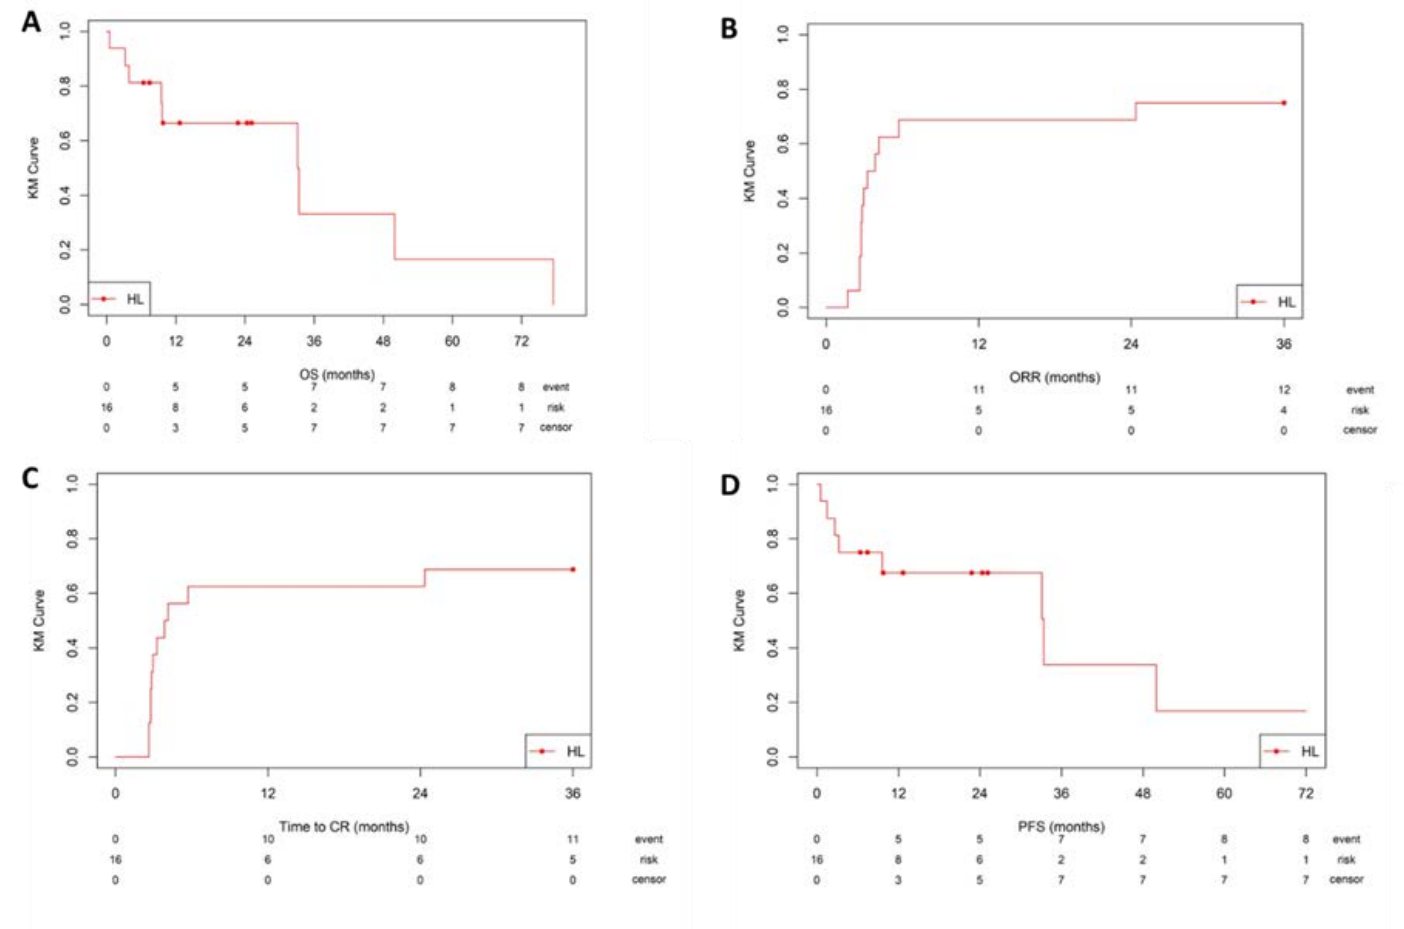 A
KM Curve
1.0
0.8
0.6
0.4
0.2
0.0
HL
0 12 24 36 48 60 72
OS (months)
0 5 5 7 7 8 8 event
16 8 6 2 2 1 1 risk
0 3 5 7 7 7 7 censor
B
KM Curve
1.0
0.8
0.6
0.4
0.2
0.0
HL
0 12 24 36
ORR (months)
0 11 11 12 event
16 5 5 4 risk
0 0 0 0 censor
C
KM Curve
1.0
0.8
0.6
0.4
0.2
0.0
HL
0 12 24 36
Time to CR (months)
0 10 10 11 event
16 6 6 5 risk
0 0 0 0 censor
D
KM Curve
1.0
0.8
0.6
0.4
0.2
0.0
HL
0 12 24 36 48 60 72
PFS (months)
0 5 5 7 7 8 8 event
16 8 6 2 2 1 1 risk
0 3 5 7 7 7 7 censor